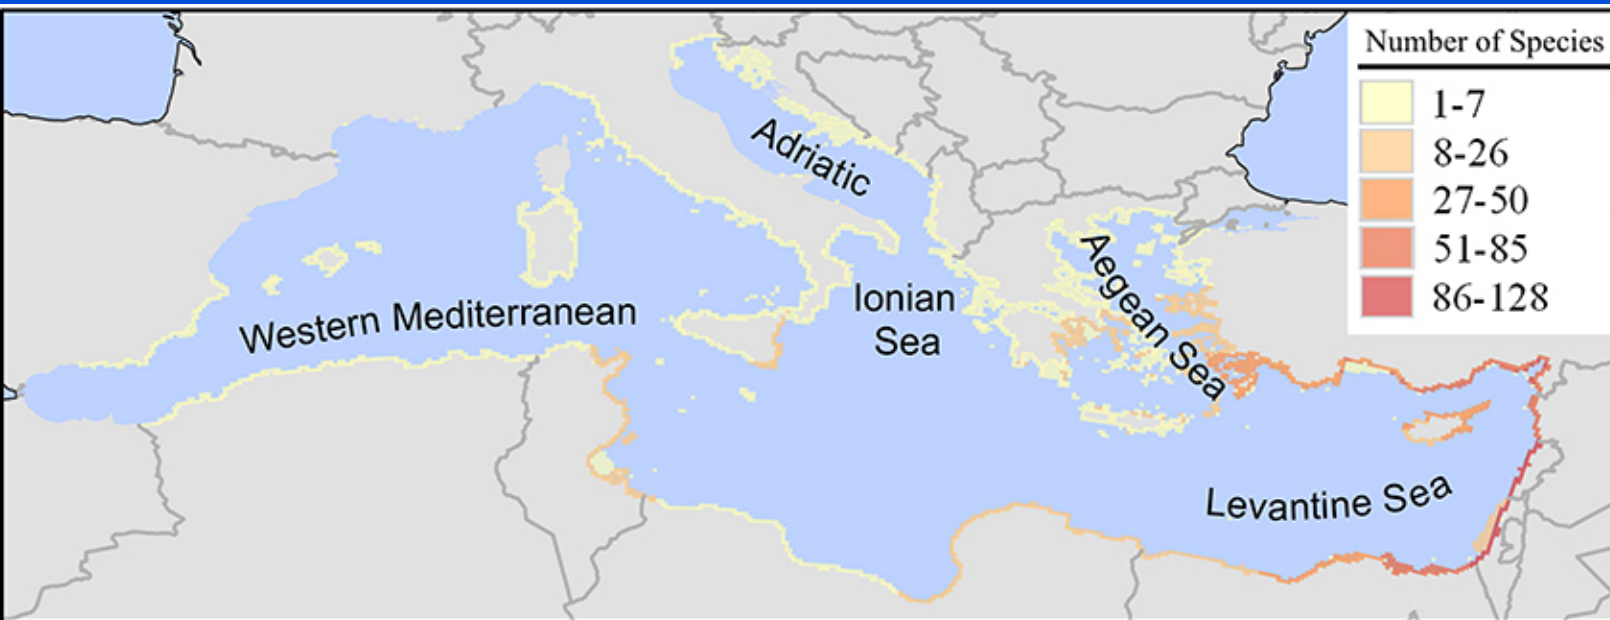 Number of Species
1-7
8-26
27-50
51-85
86-128
Adriatic
Aegean Sea
Ionian
Sea
Western Mediterranean
Levantine Sea